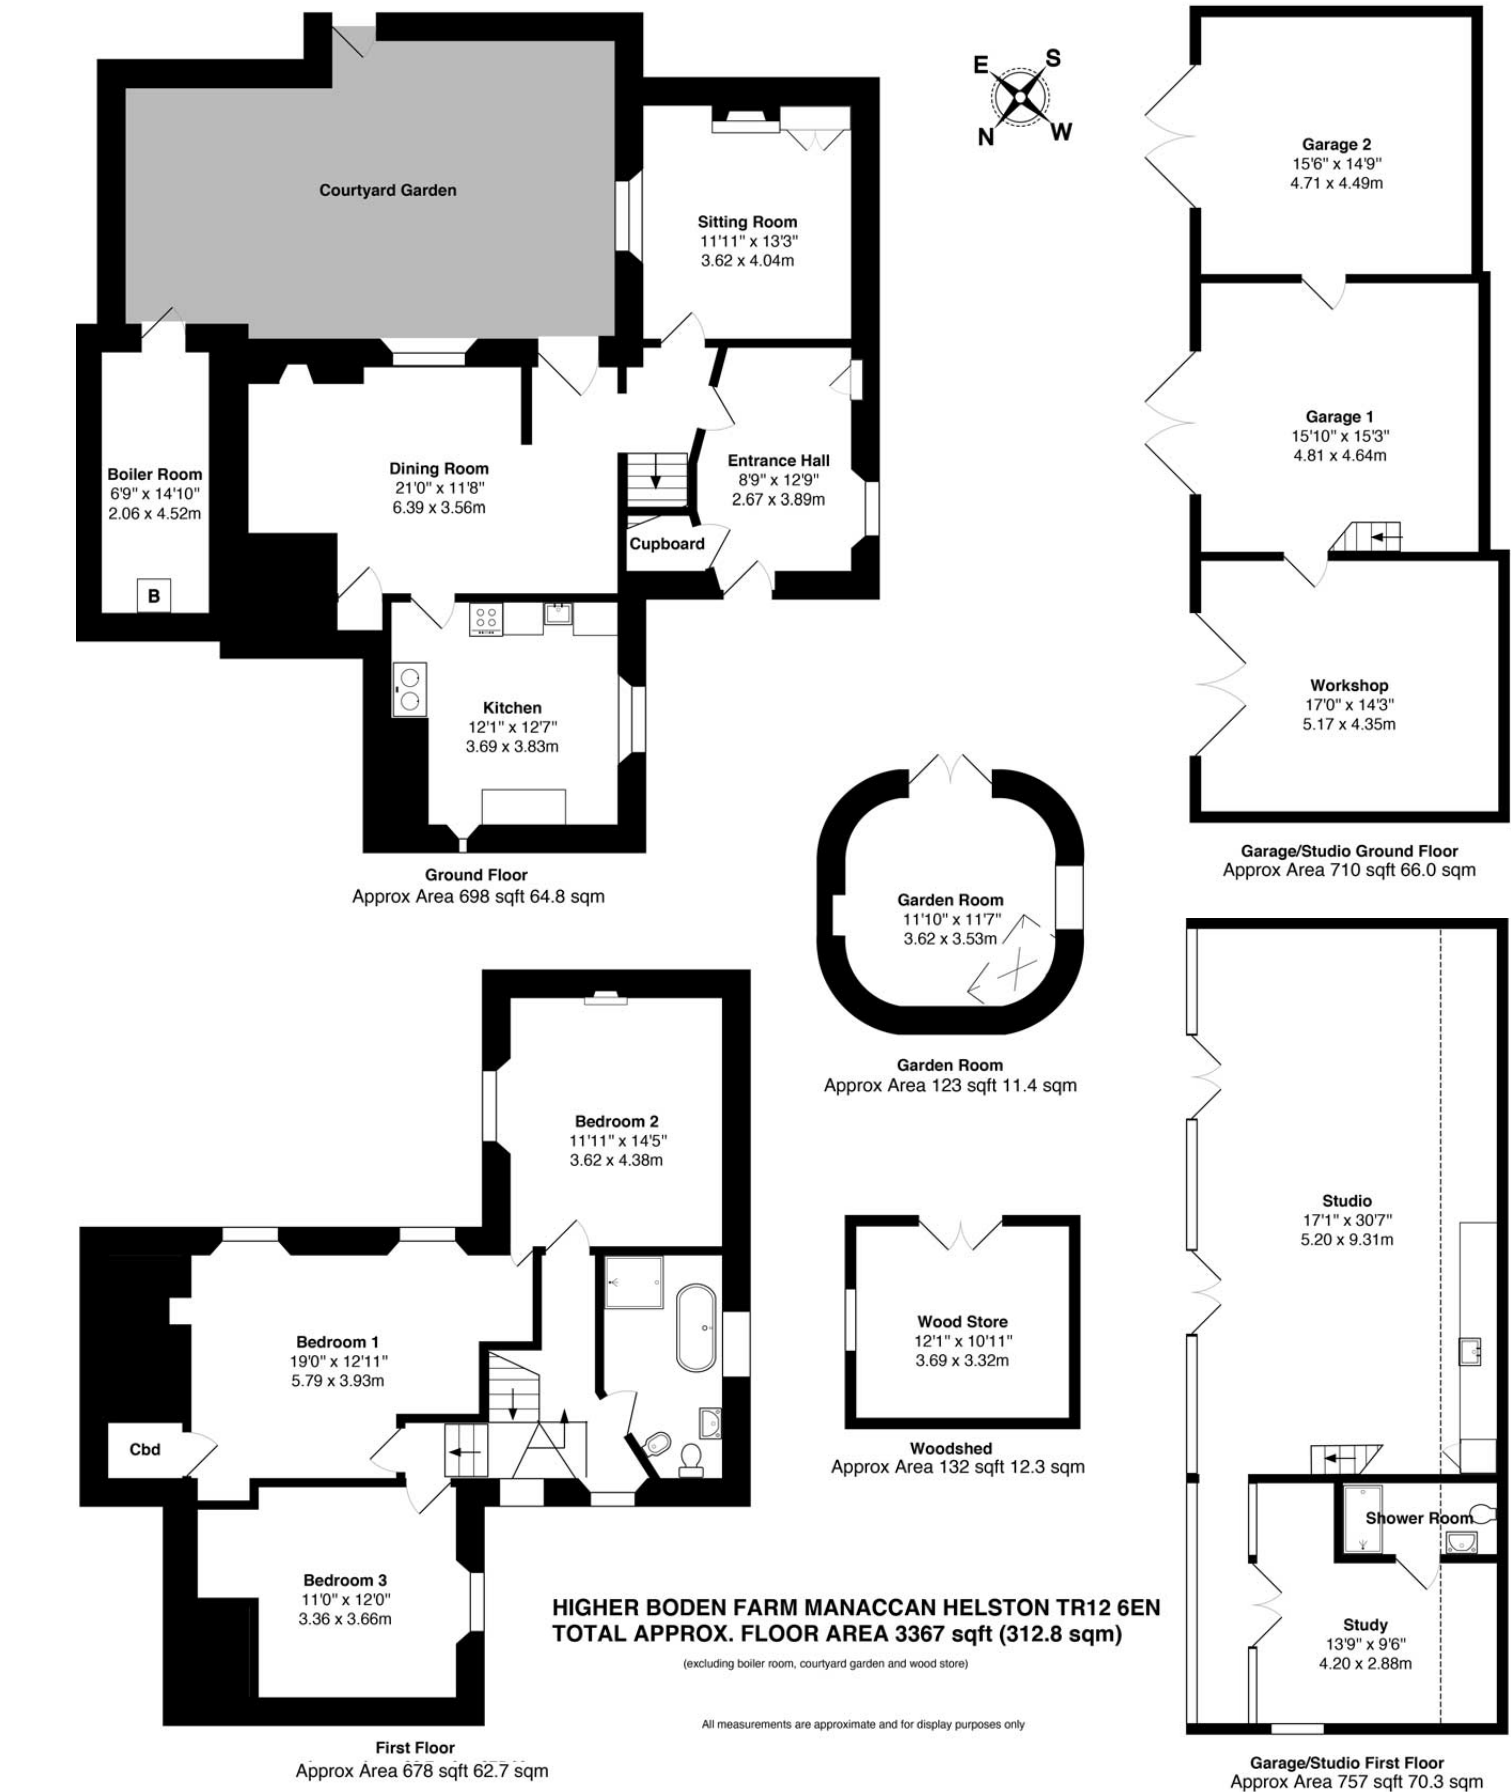 Courtyard Garden
Sitting Room
11'11" x 13'3"
3.62 x 4.04m
E
S
N
W
Boiler Room
6'9" x 14'10"
2.06 x 4.52m
B
Dining Room
21'0" x 11'8"
6.39 x 3.56m
Entrance Hall
8'9" x 12'9"
2.67 x 3.89m
Cupboard
Kitchen
12'1" x 12'7"
3.69 x 3.83m
Ground Floor
Approx Area 698 sqft 64.8 sqm
Garage 2
15'6" x 14'9"
4.71 x 4.49m
Garage 1
15'10" x 15'3"
4.81 x 4.64m
Workshop
17'0" x 14'3"
5.17 x 4.35m
Garage/Studio Ground Floor
Approx Area 710 sqft 66.0 sqm
Garden Room
11'10" x 11'7"
3.62 x 3.53m
Garden Room
Approx Area 123 sqft 11.4 sqm
Bedroom 2
11'11" x 14'5"
3.62 x 4.38m
Bedroom 1
19'0" x 12'11"
5.79 x 3.93m
Cbd
Bedroom 3
11'0" x 12'0"
3.36 x 3.66m
First Floor
Approx Area 678 sqft 62.7 sqm
Wood Store
12'1" x 10'11"
3.69 x 3.32m
Woodshed
Approx Area 132 sqft 12.3 sqm
Studio
17'1" x 30'7"
5.20 x 9.31m
Shower Room
Study
13'9" x 9'6"
4.20 x 2.88m
Garage/Studio First Floor
Approx Area 757 sqft 70.3 sqm
HIGHER BODEN FARM MANACCAN HELSTON TR12 6EN
TOTAL APPROX. FLOOR AREA 3367 sqft (312.8 sqm)
(excluding boiler room, courtyard garden and wood store)
All measurements are approximate and for display purposes only